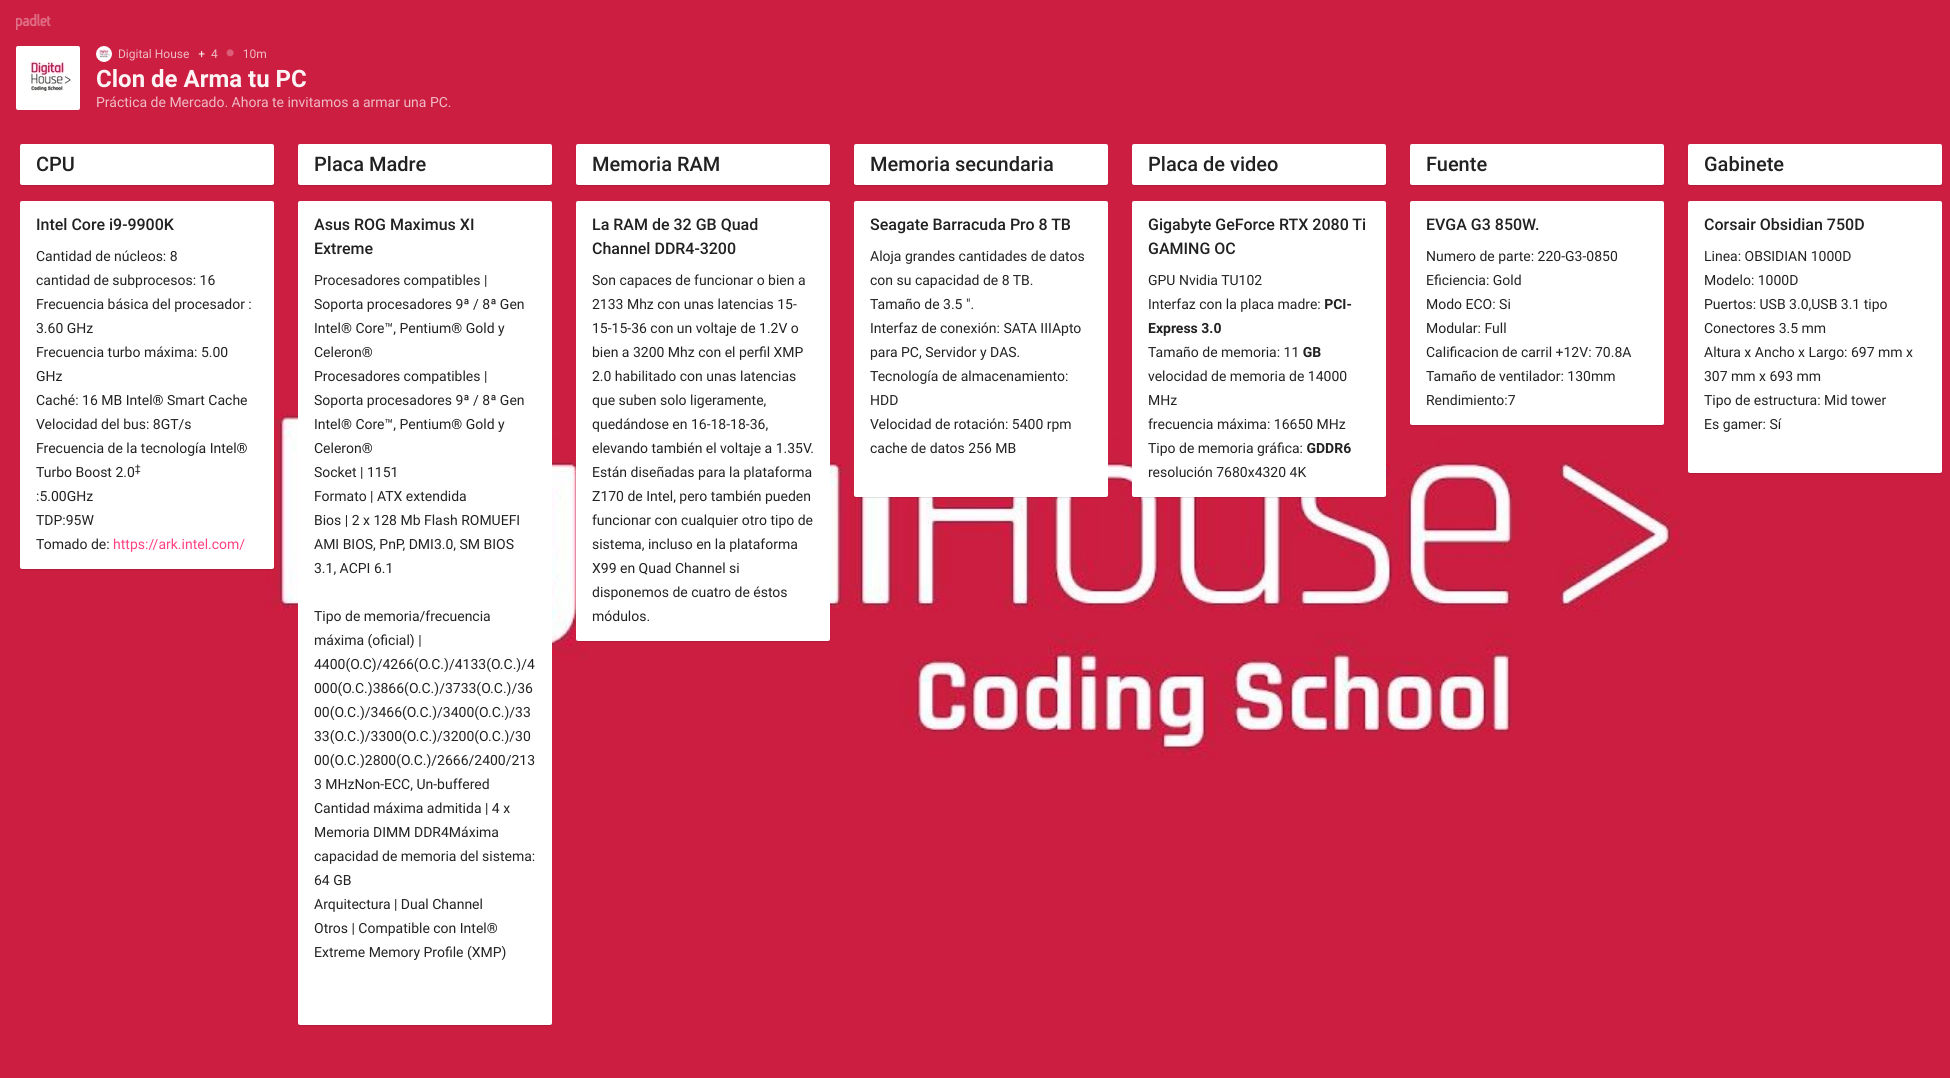 padlet
Digital
House>
Coding School
Digital House + 4 10m
Clon de Arma tu PC
Práctica de Mercado. Ahora te invitamos a armar una PC.
CPU
Intel Core i9-9900K
Cantidad de núcleos: 8
cantidad de subprocesos: 16
Frecuencia básica del procesador :
3.60 GHz
Frecuencia turbo máxima: 5.00
GHz
Caché: 16 MB Intel® Smart Cache
Velocidad del bus: 8GT/s
Frecuencia de la tecnología Intel®
Turbo Boost 2.0‡
:5.00GHz
TDP:95W
Tomado de: https://ark.intel.com/
Placa Madre
Asus ROG Maximus XI
Extreme
Procesadores compatibles |
Soporta procesadores 9ª / 8ª Gen
Intel® Core™, Pentium® Gold y
Celeron®
Procesadores compatibles |
Soporta procesadores 9ª / 8ª Gen
Intel® Core™, Pentium® Gold y
Celeron®
Socket | 1151
Formato | ATX extendida
Bios | 2 x 128 Mb Flash ROMUEFI
AMI BIOS, PnP, DMI3.0, SM BIOS
3.1, ACPI 6.1
Tipo de memoria/frecuencia
máxima (oficial) |
4400(O.C)/4266(O.C.)/4133(O.C.)/4
000(O.C.)3866(O.C.)/3733(O.C.)/36
00(O.C.)/3466(O.C.)/3400(O.C.)/33
33(O.C.)/3300(O.C.)/3200(O.C.)/30
00(O.C.)2800(O.C.)/2666/2400/213
3 MHzNon-ECC, Un-buffered
Cantidad máxima admitida | 4 x
Memoria DIMM DDR4Máxima
capacidad de memoria del sistema:
64 GB
Arquitectura | Dual Channel
Otros | Compatible con Intel®
Extreme Memory Profile (XMP)
Memoria RAM
La RAM de 32 GB Quad
Channel DDR4-3200
Son capaces de funcionar o bien a
2133 Mhz con unas latencias 15-
15-15-36 con un voltaje de 1.2V o
bien a 3200 Mhz con el perfil XMP
2.0 habilitado con unas latencias
que suben solo ligeramente,
quedándose en 16-18-18-36,
elevando también el voltaje a 1.35V.
Están diseñadas para la plataforma
Z170 de Intel, pero también pueden
funcionar con cualquier otro tipo de
sistema, incluso en la plataforma
X99 en Quad Channel si
disponemos de cuatro de éstos
módulos.
Memoria secundaria
Seagate Barracuda Pro 8 TB
Aloja grandes cantidades de datos
con su capacidad de 8 TB.
Tamaño de 3.5 ".
Interfaz de conexión: SATA IIIApto
para PC, Servidor y DAS.
Tecnología de almacenamiento:
HDD
Velocidad de rotación: 5400 rpm
cache de datos 256 MB
Placa de video
Gigabyte GeForce RTX 2080 Ti
GAMING OC
GPU Nvidia TU102
Interfaz con la placa madre: PCI-
Express 3.0
Tamaño de memoria: 11 GB
velocidad de memoria de 14000
MHz
frecuencia máxima: 16650 MHz
Tipo de memoria gráfica: GDDR6
resolución 7680x4320 4K
Fuente
EVGA G3 850W.
Numero de parte: 220-G3-0850
Eficiencia: Gold
Modo ECO: Si
Modular: Full
Calificacion de carril +12V: 70.8A
Tamaño de ventilador: 130mm
Rendimiento:7
Gabinete
Corsair Obsidian 750D
Linea: OBSIDIAN 1000D
Modelo: 1000D
Puertos: USB 3.0,USB 3.1 tipo
Conectores 3.5 mm
Altura x Ancho x Largo: 697 mm x
307 mm x 693 mm
Tipo de estructura: Mid tower
Es gamer: Sí
House>
Coding School